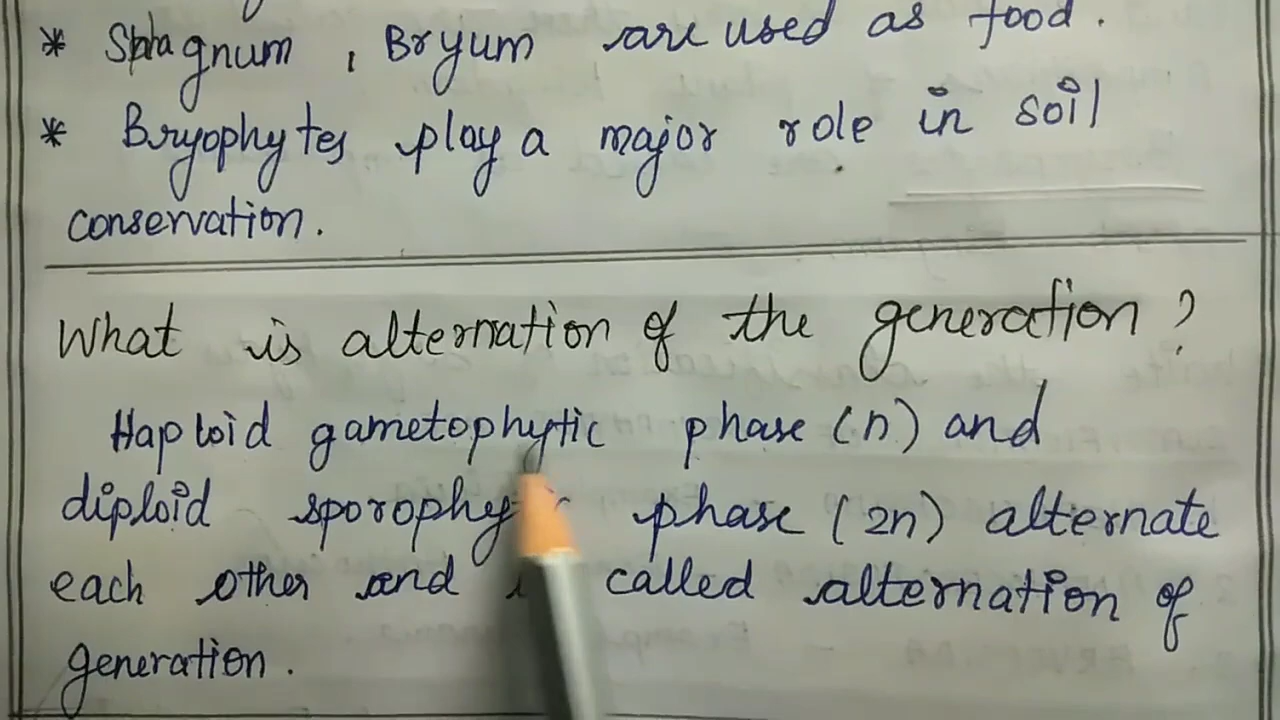 * Sphagnum, Bryum are used as food.
* Bryophytes play a major role in soil
conservation.
What is alternation of the generation?
Haploid gametophytic phase (n) and
diploid sporophytic phase (2n) alternate
each other and called alternation of
generation.